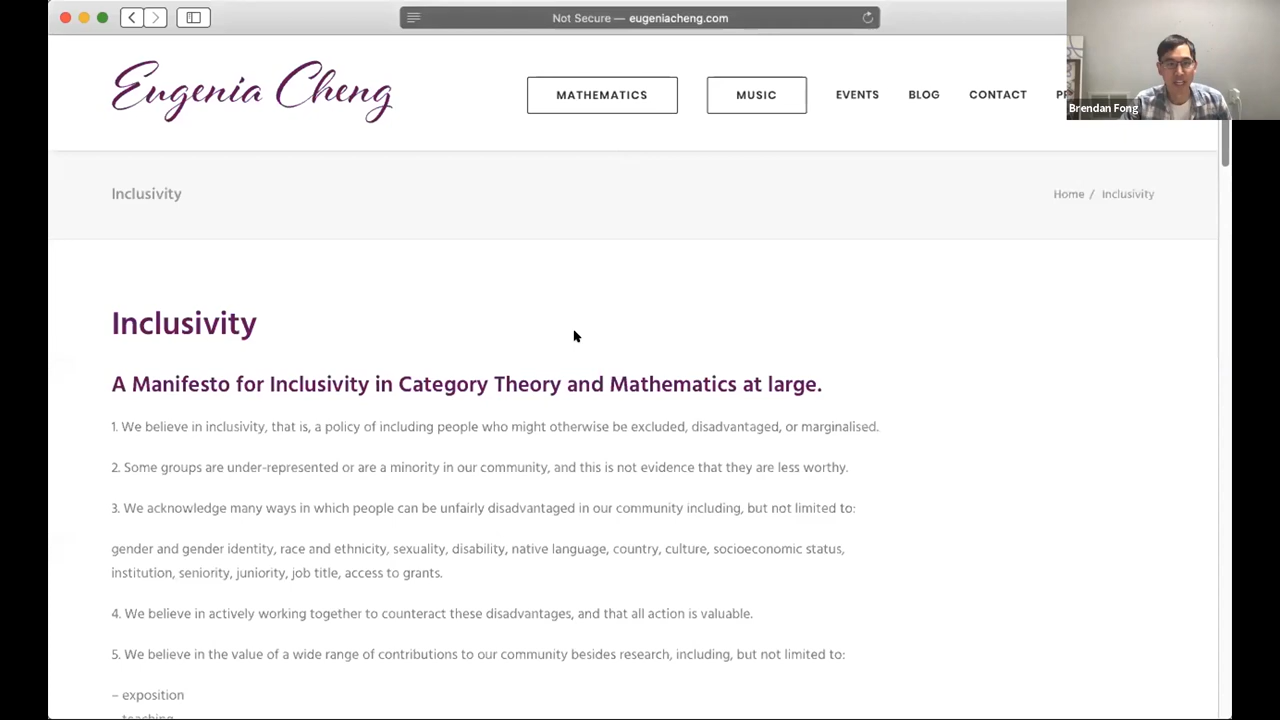 Not Secure — eugeniacheng.com
Eugenia Cheng
MATHEMATICS
MUSIC
EVENTS
BLOG
CONTACT
Brendan Fong
Inclusivity
Home / Inclusivity
Inclusivity
A Manifesto for Inclusivity in Category Theory and Mathematics at large.
1. We believe in inclusivity, that is, a policy of including people who might otherwise be excluded, disadvantaged, or marginalised.
2. Some groups are under-represented or are a minority in our community, and this is not evidence that they are less worthy.
3. We acknowledge many ways in which people can be unfairly disadvantaged in our community including, but not limited to:
gender and gender identity, race and ethnicity, sexuality, disability, native language, country, culture, socioeconomic status,
institution, seniority, juniority, job title, access to grants.
4. We believe in actively working together to counteract these disadvantages, and that all action is valuable.
5. We believe in the value of a wide range of contributions to our community besides research, including, but not limited to:
– exposition